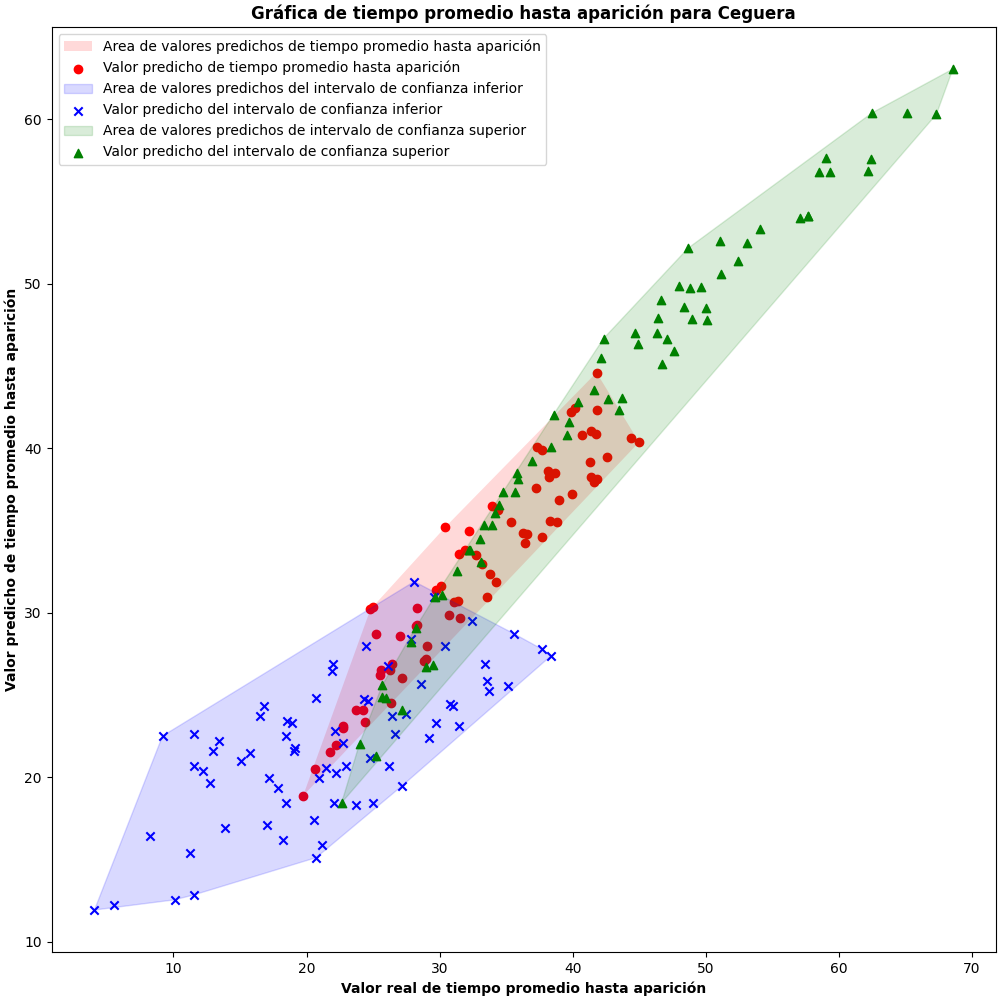 Gráfica de tiempo promedio hasta aparición para Ceguera
Area de valores predichos de tiempo promedio hasta aparición
Valor predicho de tiempo promedio hasta aparición
Area de valores predichos del intervalo de confianza inferior
Valor predicho del intervalo de confianza inferior
Area de valores predichos de intervalo de confianza superior
Valor predicho del intervalo de confianza superior
Valor predicho de tiempo promedio hasta aparición
60
50
40
30
20
10
10 20 30 40 50 60 70
Valor real de tiempo promedio hasta aparición